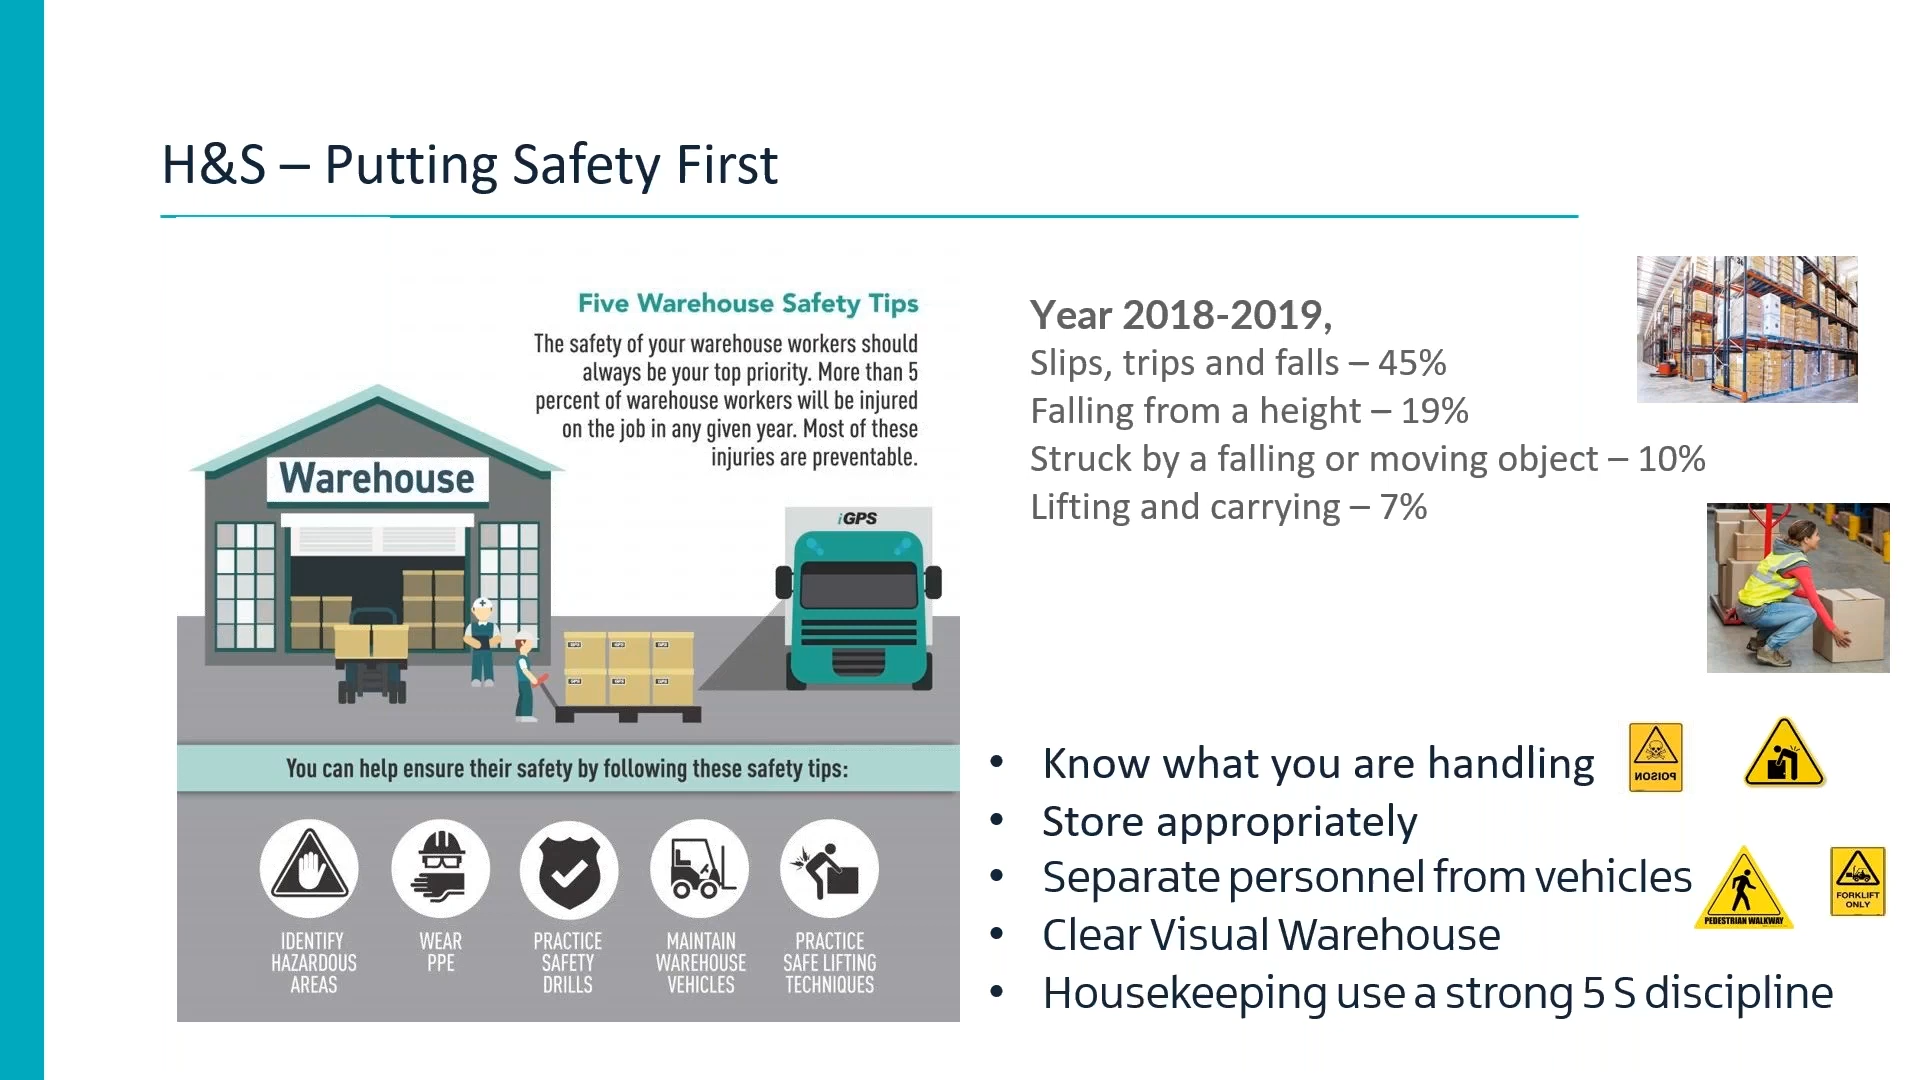 H&S – Putting Safety First
Five Warehouse Safety Tips
The safety of your warehouse workers should
always be your top priority. More than 5
percent of warehouse workers will be injured
on the job in any given year. Most of these
injuries are preventable.
Warehouse
iGPS
GPS GPS GPS
GPS GPS GPS
You can help ensure their safety by following these safety tips:
IDENTIFY
HAZARDOUS
AREAS
WEAR
PPE
PRACTICE
SAFETY
DRILLS
MAINTAIN
WAREHOUSE
VEHICLES
PRACTICE
SAFE LIFTING
TECHNIQUES
Year 2018-2019,
Slips, trips and falls – 45%
Falling from a height – 19%
Struck by a falling or moving object – 10%
Lifting and carrying – 7%
• Know what you are handling
POISON
• Store appropriately
• Separate personnel from vehicles
PEDESTRIAN WALKWAY
FORKLIFT
ONLY
• Clear Visual Warehouse
• Housekeeping use a strong 5 S discipline